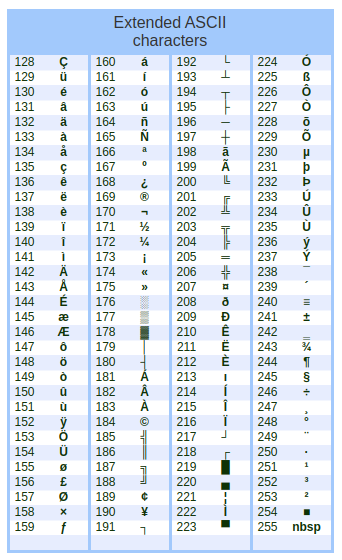 Extended ASCII
characters
128 Ç 160 á 192 └ 224 Ó
129 ü 161 í 193 ┴ 225 ß
130 é 162 ó 194 ┬ 226 Ô
131 â 163 ú 195 ├ 227 Ò
132 ä 164 ñ 196 ─ 228 õ
133 à 165 Ñ 197 ┼ 229 Õ
134 å 166 ª 198 ã 230 µ
135 ç 167 º 199 Ã 231 þ
136 ê 168 ¿ 200 ╚ 232 Þ
137 ë 169 ® 201 ╔ 233 Ú
138 è 170 ¬ 202 ╩ 234 Û
139 ï 171 ½ 203 ╦ 235 Ù
140 î 172 ¼ 204 ╠ 236 ý
141 ì 173 ¡ 205 ═ 237 Ý
142 Ä 174 « 206 ╬ 238 ¯
143 Å 175 » 207 ¤ 239 ´
144 É 176 ░ 208 ð 240 ≡
145 æ 177 ▒ 209 Ð 241 ±
146 Æ 178 ▓ 210 Ê 242 ‗
147 ô 179 │ 211 Ë 243 ¾
148 ö 180 ┤ 212 È 244 ¶
149 ò 181 Á 213 ı 245 §
150 û 182 Â 214 Í 246 ÷
151 ù 183 À 215 Î 247 ¸
152 ÿ 184 © 216 Ï 248 °
153 Ö 185 ╣ 217 ┘ 249 ¨
154 Ü 186 ║ 218 ┌ 250 ·
155 ø 187 ╗ 219 █ 251 ¹
156 £ 188 ╝ 220 ▄ 252 ³
157 Ø 189 ¢ 221 ¦ 253 ²
158 × 190 ¥ 222 Ì 254 ■
159 ƒ 191 ┐ 223 ▀ 255 nbsp